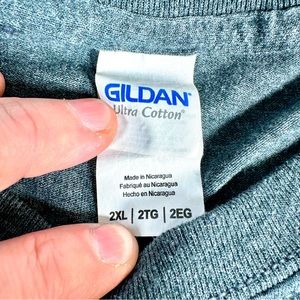 GILDAN
Ultra Cotton®
Made in Nicaragua
Fabriqué au Nicaragua
Hecho en Nicaragua
2XL | 2TG | 2EG